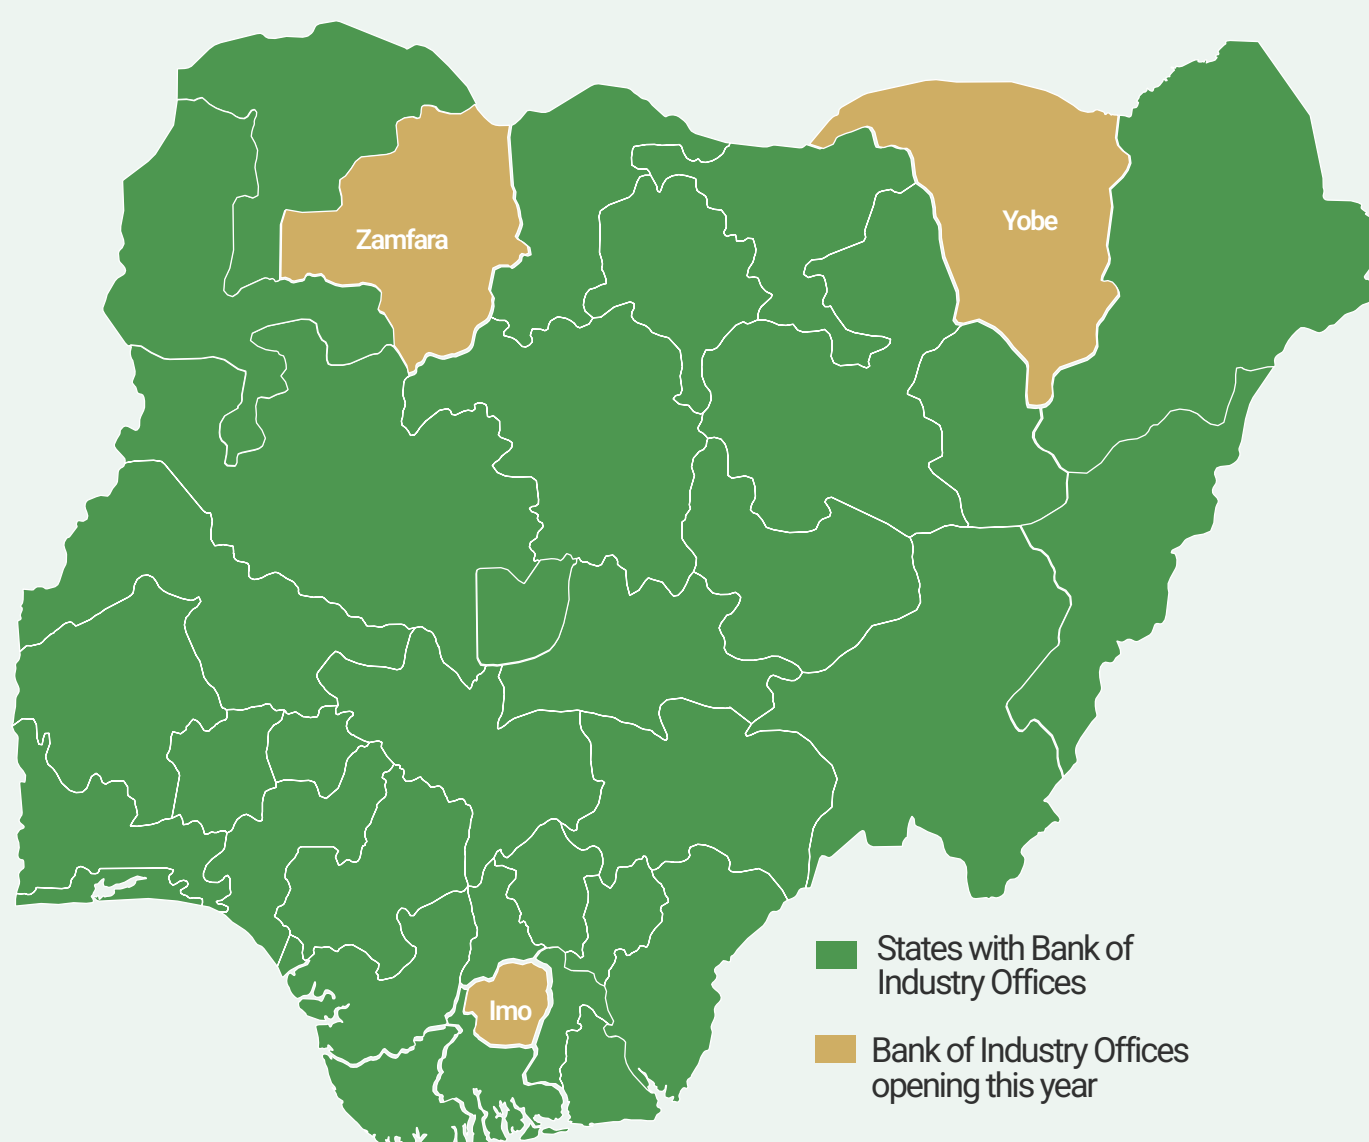 Zamfara
Yobe
Imo
States with Bank of
Industry Offices
Bank of Industry Offices
opening this year